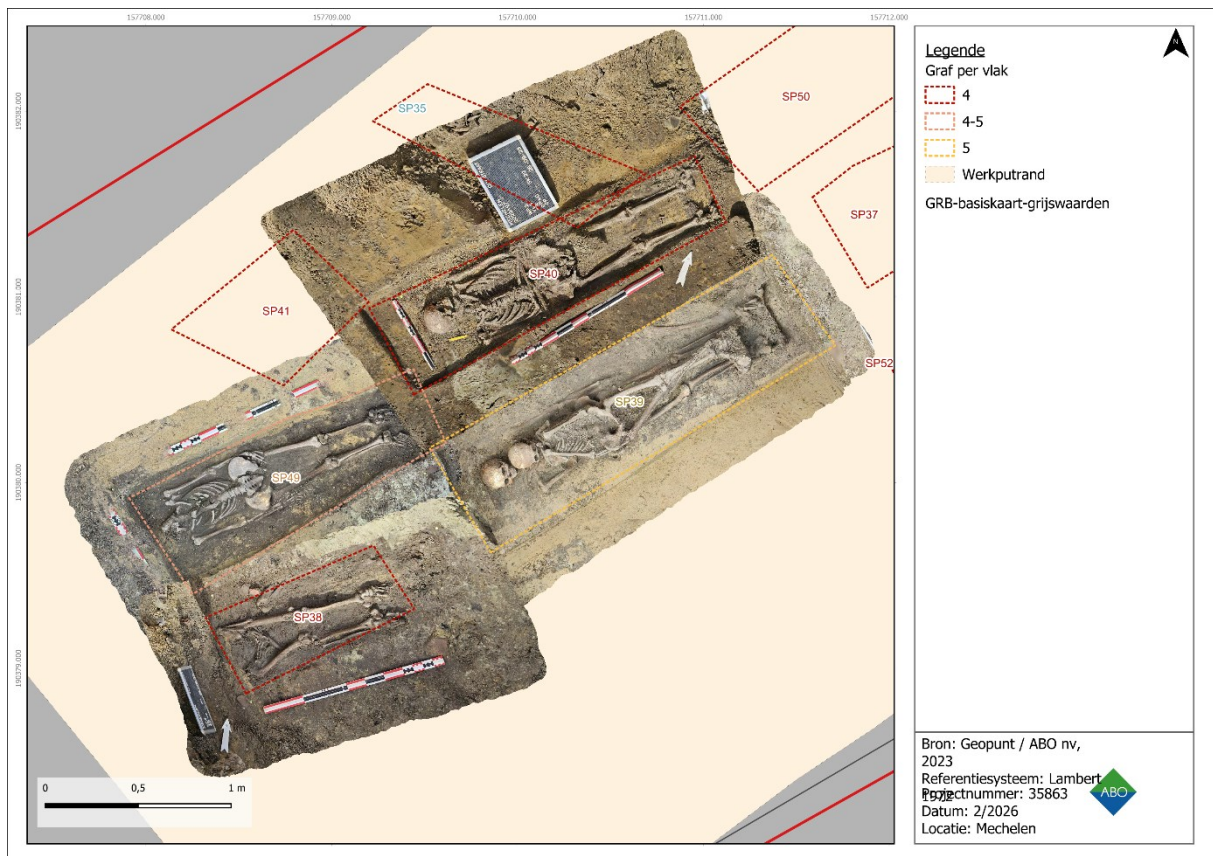 157708.000 157709.000 157710.000 157711.000 157712.000
190382.000
190381.000
190380.000
190379.000
SP35
SP50
SP37
SP40
SP41
SP52
SP39
SP49
SP38
0 0,5 1 m
Legende
Graf per vlak
4
4-5
5
Werkputrand
GRB-basiskaart-grijswaarden
N
Bron: Geopunt / ABO nv,
2023
Referentiesysteem: Lambert
1972
Projectnummer: 35863
Datum: 2/2026
Locatie: Mechelen
ABO